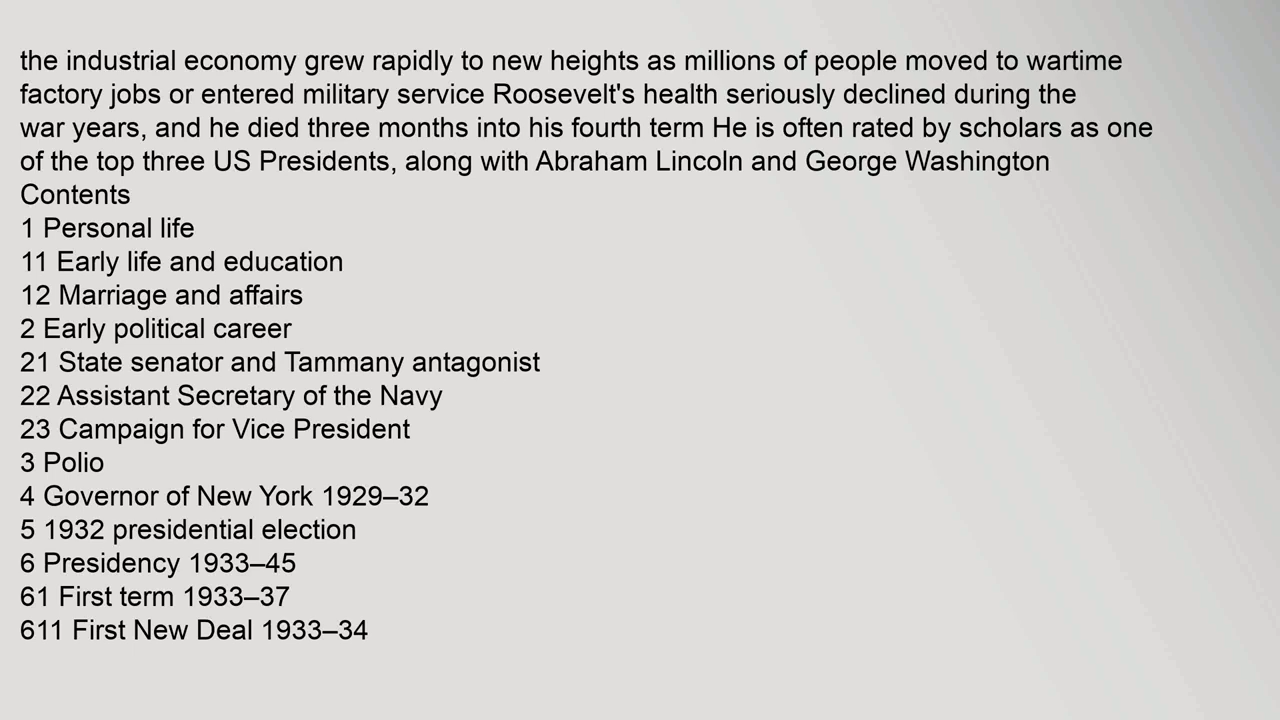 the industrial economy grew rapidly to new heights as millions of people moved to wartime
factory jobs or entered military service Roosevelt's health seriously declined during the
war years, and he died three months into his fourth term He is often rated by scholars as one
of the top three US Presidents, along with Abraham Lincoln and George Washington
Contents
1 Personal life
11 Early life and education
12 Marriage and affairs
2 Early political career
21 State senator and Tammany antagonist
22 Assistant Secretary of the Navy
23 Campaign for Vice President
3 Polio
4 Governor of New York 1929–32
5 1932 presidential election
6 Presidency 1933–45
61 First term 1933–37
611 First New Deal 1933–34